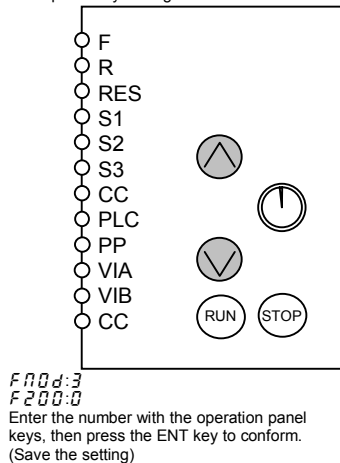 F
R
RES
S1
S2
S3
CC
PLC
PP
VIA
VIB
CC
RUN STOP
FMOd:3
F200:0
Enter the number with the operation panel
keys, then press the ENT key to conform.
(Save the setting)